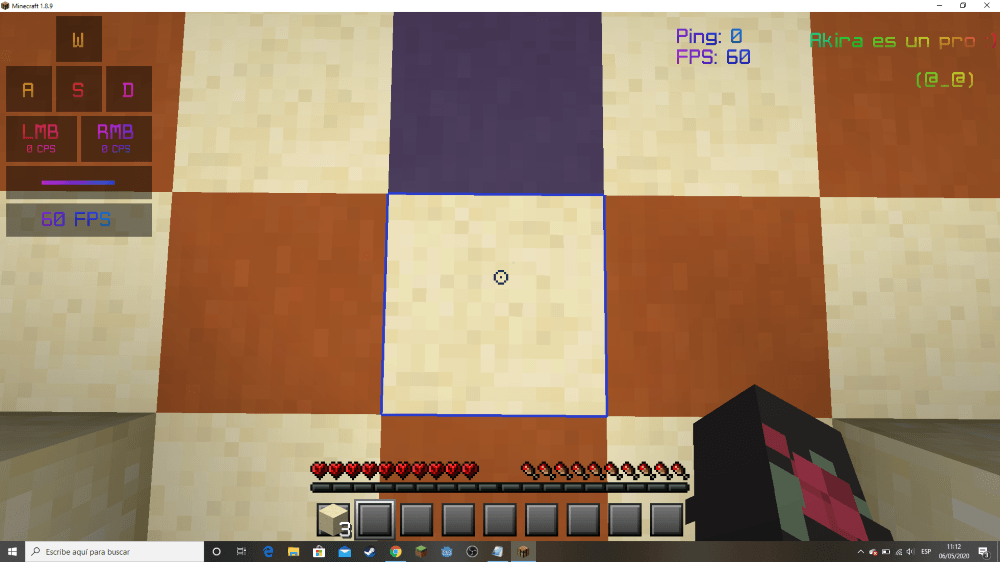 Minecraft 1.8.9
W
A S D
LMB RMB
0 CPS 0 CPS
60 FPS
Ping: 0
FPS: 60
Akira es un pro
(@_@)
3
Escribe aquí para buscar
ESP
11:12
06/05/2020